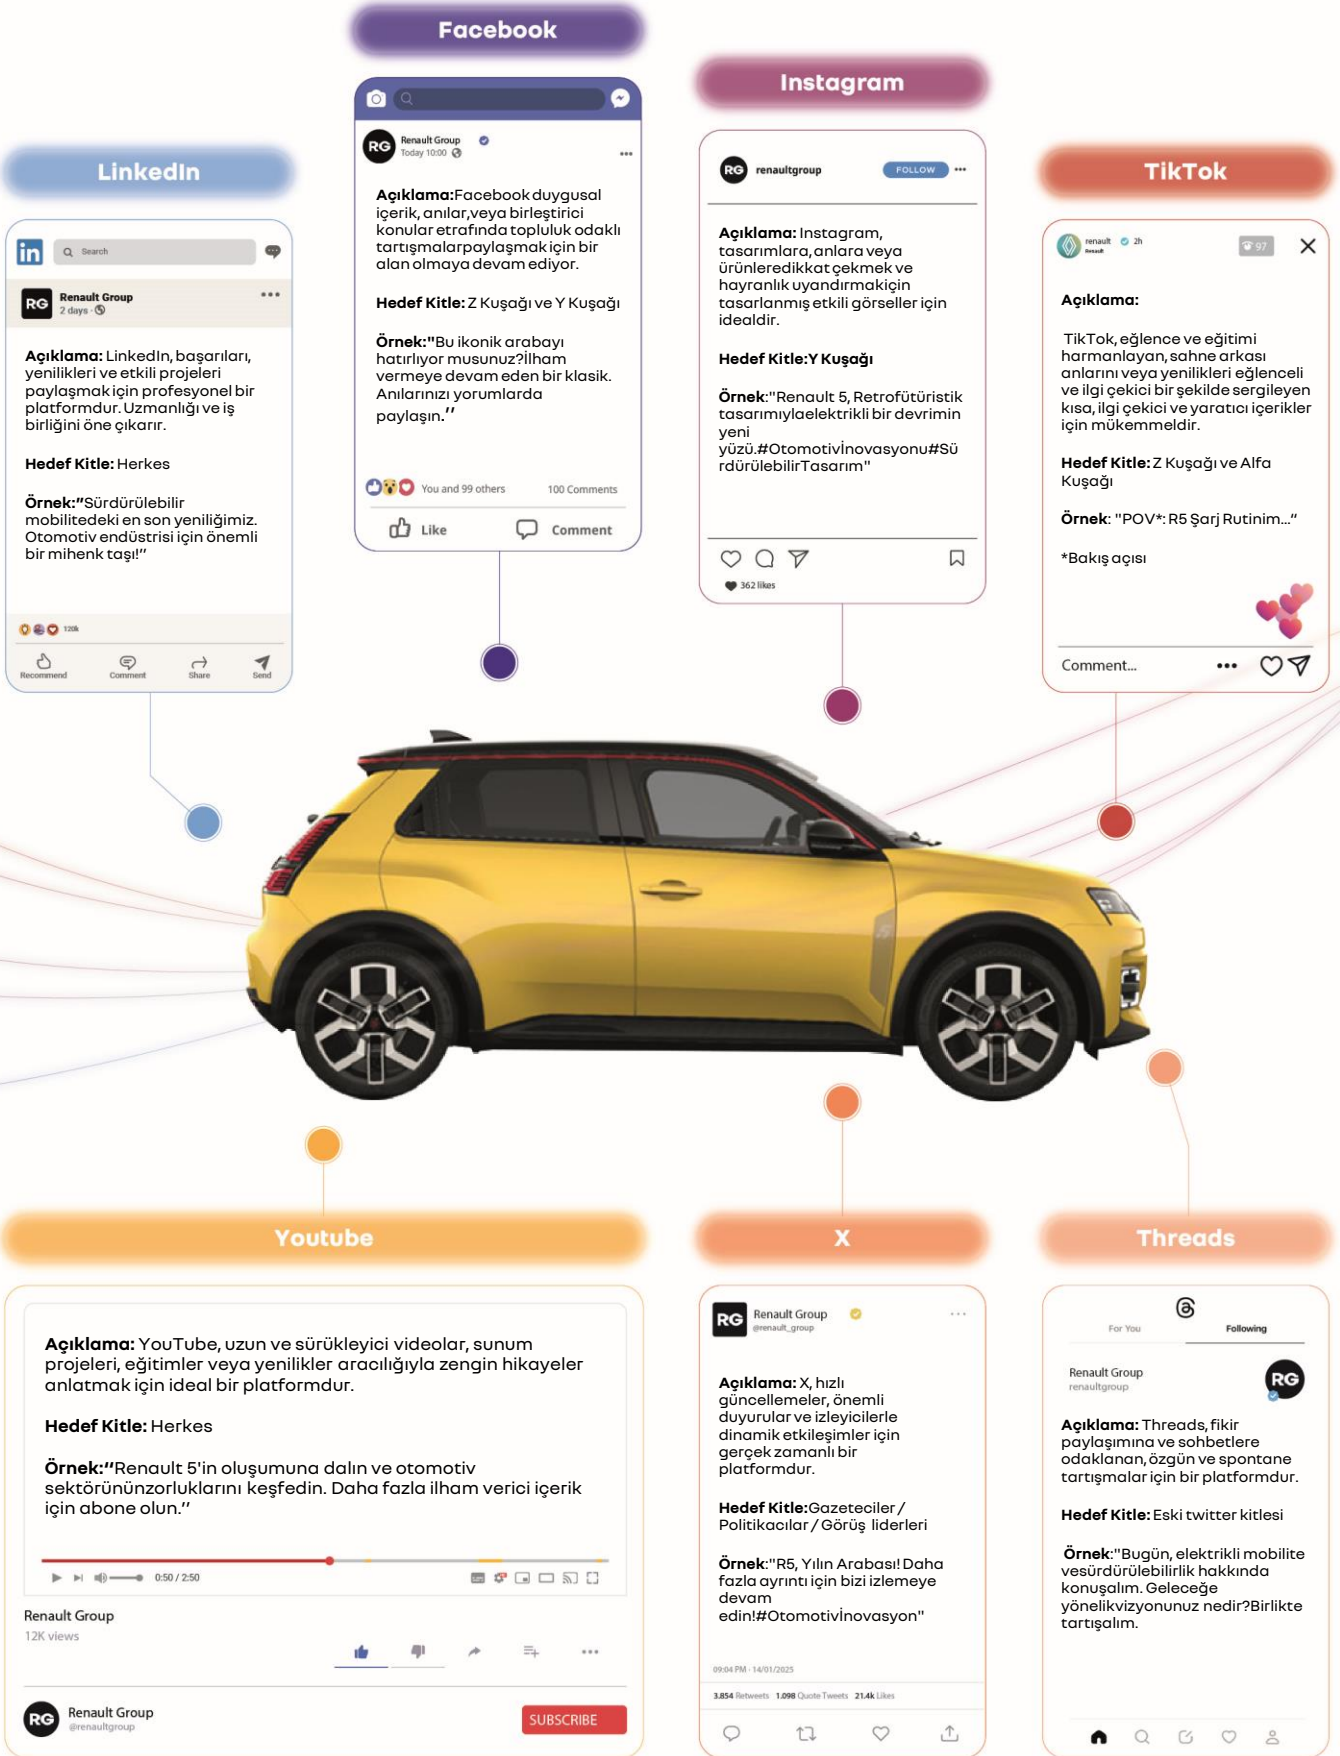 Facebook
Renault Group
Today 10:00
Açıklama:Facebook duygusal
içerik, anılar,veya birleştirici
konular etrafında topluluk odaklı
tartışmalarpaylaşmak için bir
alan olmaya devam ediyor.
Hedef Kitle: Z Kuşağı ve Y Kuşağı
Örnek:"Bu ikonik arabayı
hatırlıyor musunuz?İlham
vermeye devam eden bir klasik.
Anılarınızı yorumlarda
paylaşın.’’
You and 99 others
100 Comments
Like
Comment
Instagram
RG
renaultgroup
FOLLOW
Açıklama: Instagram,
tasarımlara, anlara veya
ürünleredikkat çekmek ve
hayranlık uyandırmakiçin
tasarlanmış etkili görseller için
idealdir.
Hedef Kitle:Y Kuşağı
Örnek:"Renault 5, Retrofütüristik
tasarımıylaelektrikli bir devrimin
yeni
yüzü.#Otomotivİnovasyonu#Sü
rdürülebilirTasarım"
362 likes
LinkedIn
in
Search
RG
Renault Group
2 days
Açıklama: LinkedIn, başarıları,
yenilikleri ve etkili projeleri
paylaşmak için profesyonel bir
platformdur. Uzmanlığı ve iş
birliğini öne çıkarır.
Hedef Kitle: Herkes
Örnek:”Sürdürülebilir
mobilitedeki en son yeniliğimiz.
Otomotiv endüstrisi için önemli
bir mihenk taşı!’’
120k
Recommend
Comment
Share
Send
TikTok
renault 2h
Renault
97
Açıklama:
TikTok, eğlence ve eğitimi
harmanlayan, sahne arkası
anlarını veya yenilikleri eğlenceli
ve ilgi çekici bir şekilde sergileyen
kısa, ilgi çekici ve yaratıcı içerikler
için mükemmeldir.
Hedef Kitle: Z Kuşağı ve Alfa
Kuşağı
Örnek: "POV*: R5 Şarj Rutinim...“
*Bakış açısı
Comment...
Youtube
Açıklama: YouTube, uzun ve sürükleyici videolar, sunum
projeleri, eğitimler veya yenilikler aracılığıyla zengin hikayeler
anlatmak için ideal bir platformdur.
Hedef Kitle: Herkes
Örnek:‘’Renault 5'in oluşumuna dalın ve otomotiv
sektörününzorluklarını keşfedin. Daha fazla ilham verici içerik
için abone olun.’’
0:50 / 2:50
Renault Group
12K views
RG
Renault Group
@renaultgroup
SUBSCRIBE
X
RG
Renault Group
@renault_group
Açıklama: X, hızlı
güncellemeler, önemli
duyurular ve izleyicilerle
dinamik etkileşimler için
gerçek zamanlı bir
platformdur.
Hedef Kitle:Gazeteciler /
Politikacılar / Görüş liderleri
Örnek:"R5, Yılın Arabası! Daha
fazla ayrıntı için bizi izlemeye
devam
edin!#Otomotivİnovasyon"
09:04 PM - 14/01/2025
3.854 Retweets 1.098 Quote Tweets 21.4k Likes
Threads
For You
Following
Renault Group
renaultgroup
RG
Açıklama: Threads, fikir
paylaşımına ve sohbetlere
odaklanan, özgün ve spontane
tartışmalar için bir platformdur.
Hedef Kitle: Eski twitter kitlesi
Örnek:"Bugün, elektrikli mobilite
vesürdürülebilirlik hakkında
konuşalım. Geleceğe
yönelikvizyonunuz nedir?Birlikte
tartışalım.